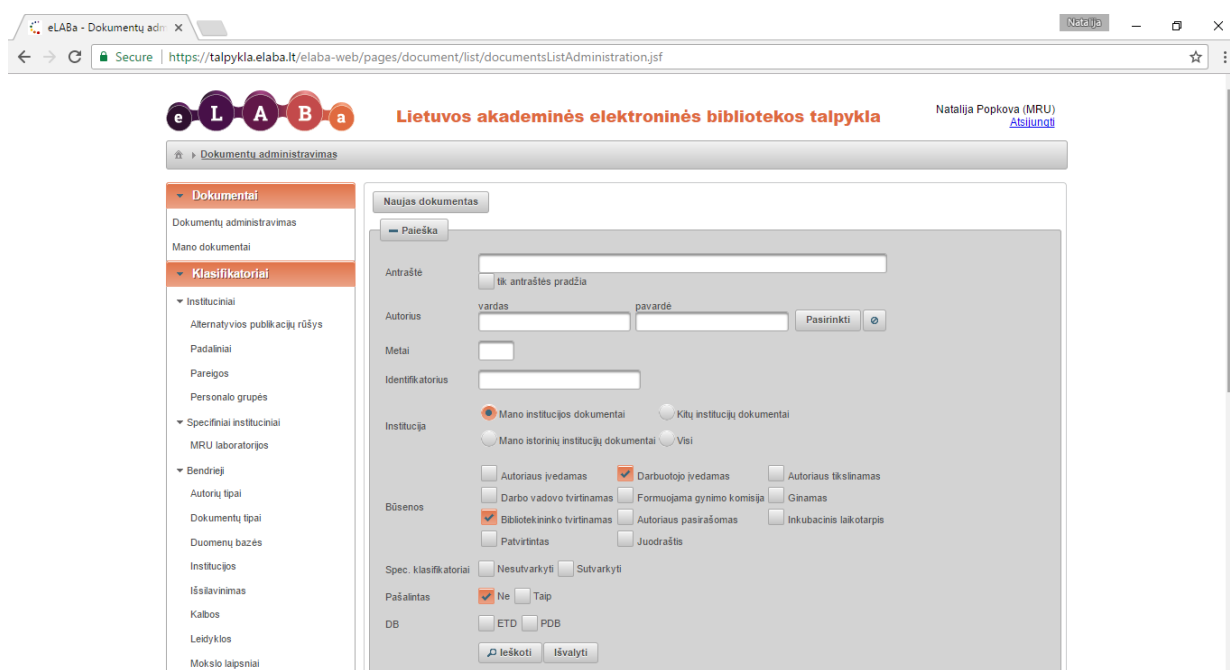 eLABa - Dokumentų adm
Natalija
Secure | https://talpykla.elaba.lt/elaba-web/pages/document/list/documentsListAdministration.jsf
e L A B a
Lietuvos akademinės elektroninės bibliotekos talpykla
Natalija Popkova (MRU)
Atsijungti
Dokumentų administravimas
Dokumentai
Dokumentų administravimas
Mano dokumentai
Klasifikatoriai
Instituciniai
Alternatyvios publikacijų rūšys
Padaliniai
Pareigos
Personalo grupės
Specifiniai instituciniai
MRU laboratorijos
Bendrieji
Autorių tipai
Dokumentų tipai
Duomenų bazės
Institucijos
Išsilavinimas
Kalbos
Leidyklos
Mokslo laipsniai
Naujas dokumentas
Paieška
Antraštė
tik antraštės pradžia
vardas pavardė
Autorius Pasirinkti
Metai
Identifikatorius
Institucija
Mano institucijos dokumentai Kitų institucijų dokumentai
Mano istorinių institucijų dokumentai Visi
Būsenos
Autoriaus įvedamas Darbuotojo įvedamas Autoriaus tikslinamas
Darbo vadovo tvirtinamas Formuojama gynimo komisija Ginamas
Bibliotekininko tvirtinamas Autoriaus pasirašomas Inkubacinis laikotarpis
Patvirtintas Juodraštis
Spec. klasifikatoriai Nesutvarkyti Sutvarkyti
Pašalintas Ne Taip
DB ETD PDB
Ieškoti Išvalyti